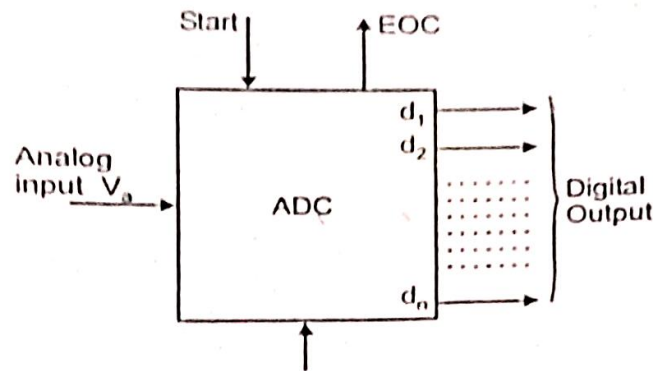 Start
EOC
d1
d2
Analog
input Va
ADC
Digital
Output
dn